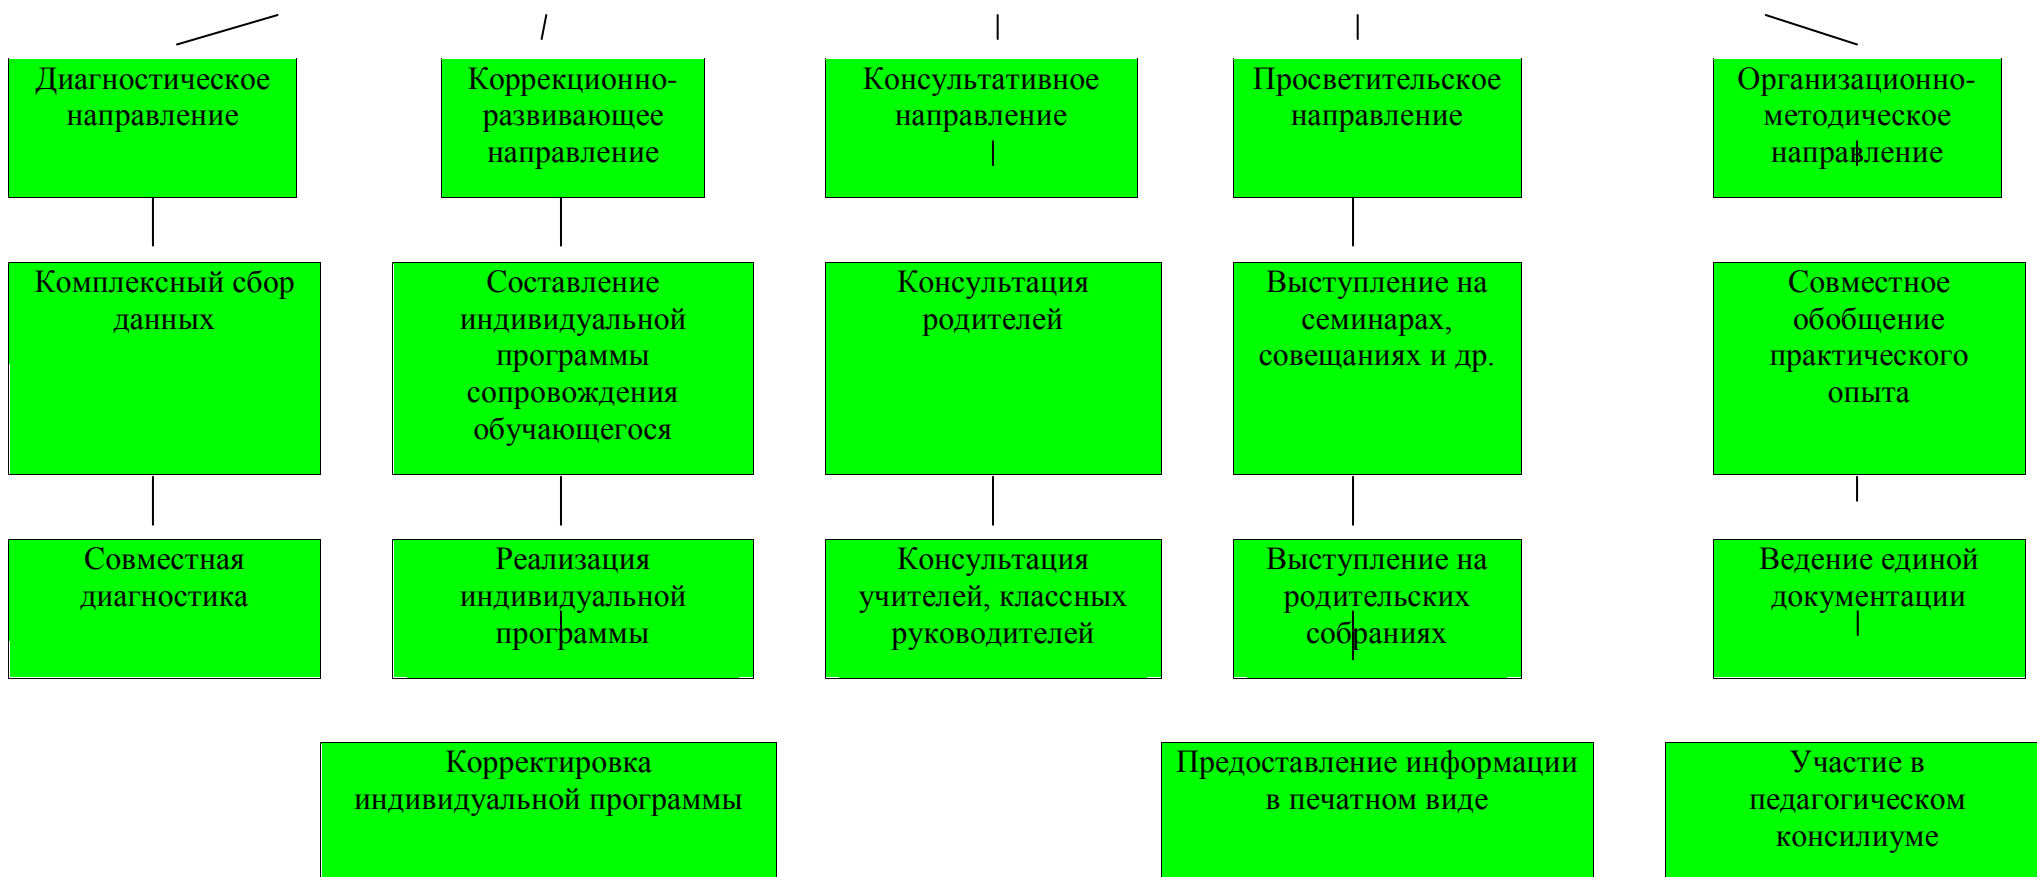 Диагностическое
направление
Коррекционно-
развивающее
направление
Консультативное
направление
Просветительское
направление
Организационно-
методическое
направление
Комплексный сбор
данных
Составление
индивидуальной
программы
сопровождения
обучающегося
Консультация
родителей
Выступление на
семинарах,
совещаниях и др.
Совместное
обобщение
практического
опыта
Совместная
диагностика
Реализация
индивидуальной
программы
Консультация
учителей, классных
руководителей
Выступление на
родительских
собраниях
Ведение единой
документации
Корректировка
индивидуальной программы
Предоставление информации
в печатном виде
Участие в
педагогическом
консилиуме